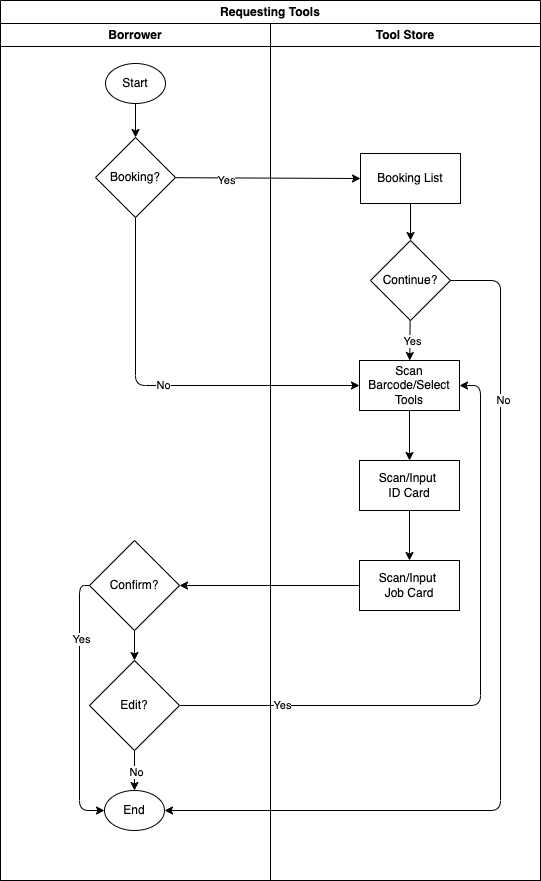 Requesting Tools
Borrower
Tool Store
Start
Booking?
Yes
Booking List
Continue?
Yes
No
Scan
Barcode/Select
Tools
No
Scan/Input
ID Card
Confirm?
Scan/Input
Job Card
Yes
Edit?
Yes
No
End